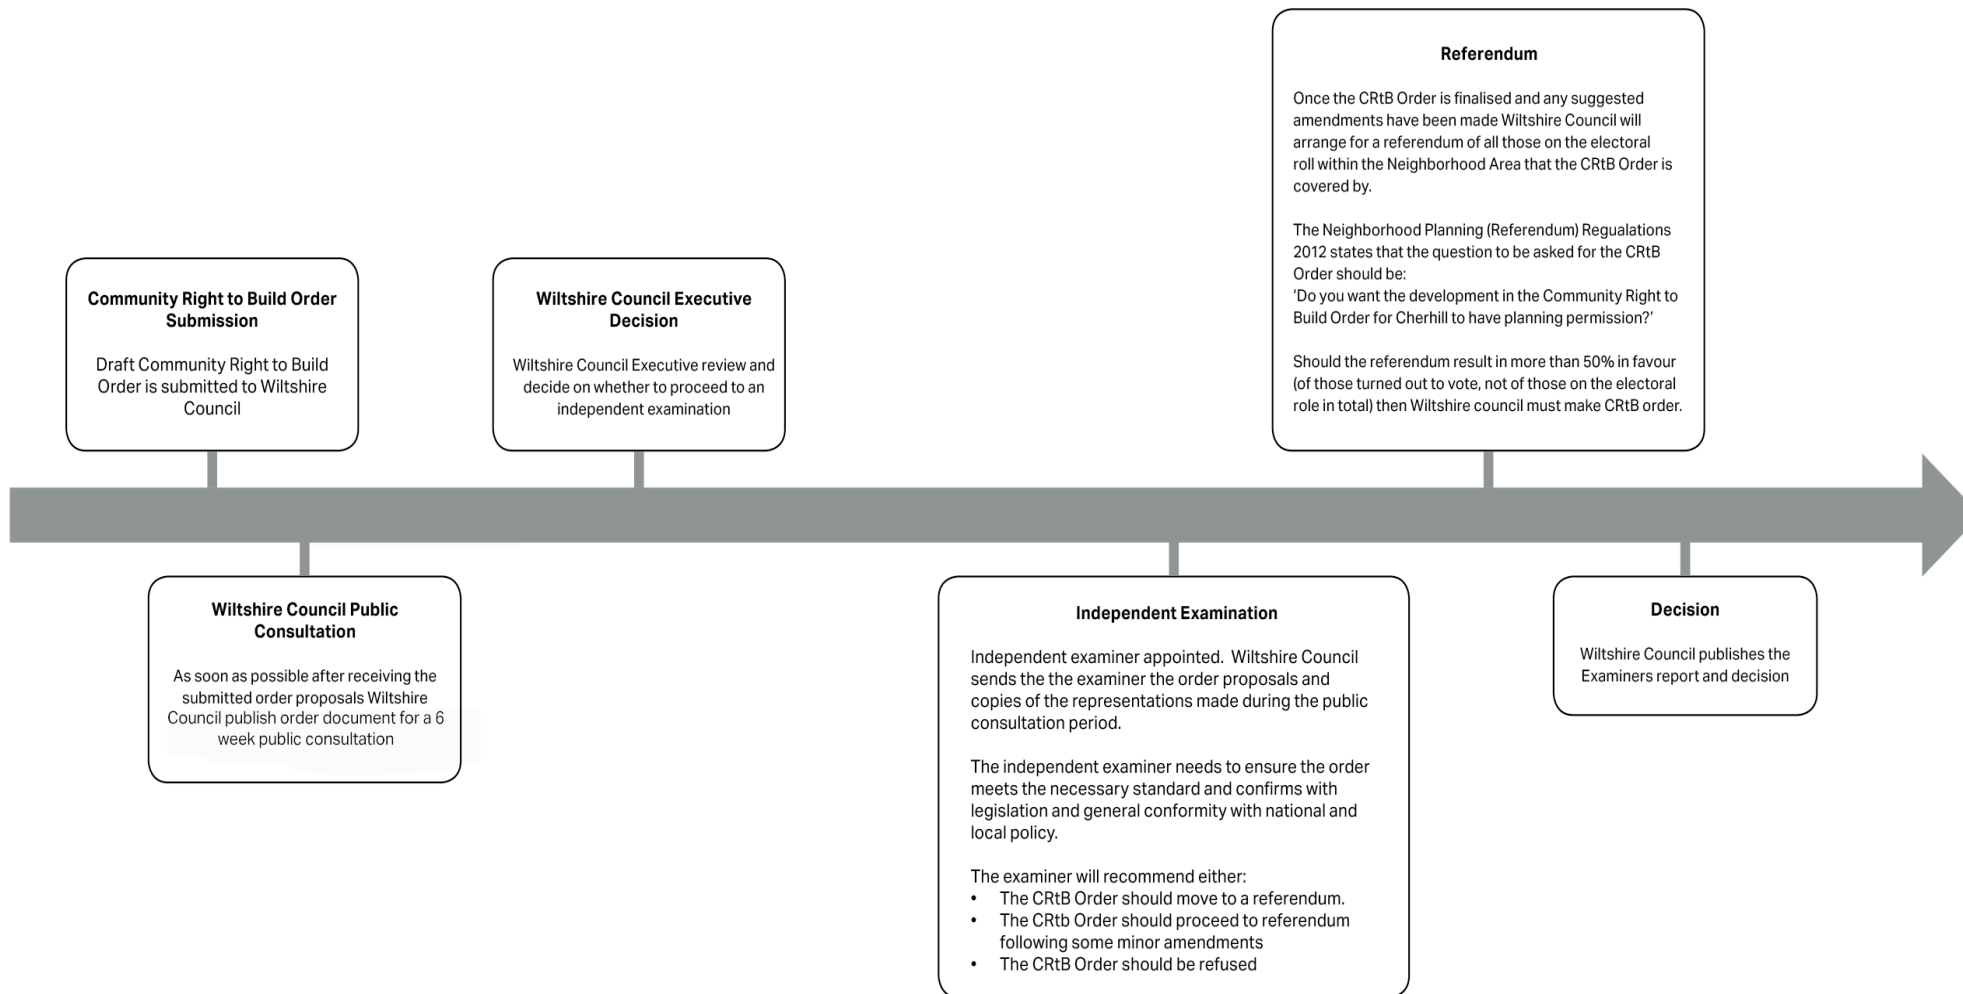 Community Right to Build Order
Submission
Draft Community Right to Build
Order is submitted to Wiltshire
Council
Wiltshire Council Public
Consultation
As soon as possible after receiving the
submitted order proposals Wiltshire
Council publish order document for a 6
week public consultation
Wiltshire Council Executive
Decision
Wiltshire Council Executive review and
decide on whether to proceed to an
independent examination
Independent Examination
Independent examiner appointed. Wiltshire Council
sends the the examiner the order proposals and
copies of the representations made during the public
consultation period.
The independent examiner needs to ensure the order
meets the necessary standard and confirms with
legislation and general conformity with national and
local policy.
The examiner will recommend either:
• The CRtB Order should move to a referendum.
• The CRtb Order should proceed to referendum
following some minor amendments
• The CRtB Order should be refused
Referendum
Once the CRtB Order is finalised and any suggested
amendments have been made Wiltshire Council will
arrange for a referendum of all those on the electoral
roll within the Neighborhood Area that the CRtB Order is
covered by.
The Neighborhood Planning (Referendum) Regualations
2012 states that the question to be asked for the CRtB
Order should be:
‘Do you want the development in the Community Right to
Build Order for Cherhill to have planning permission?’
Should the referendum result in more than 50% in favour
(of those turned out to vote, not of those on the electoral
role in total) then Wiltshire council must make CRtB order.
Decision
Wiltshire Council publishes the
Examiners report and decision